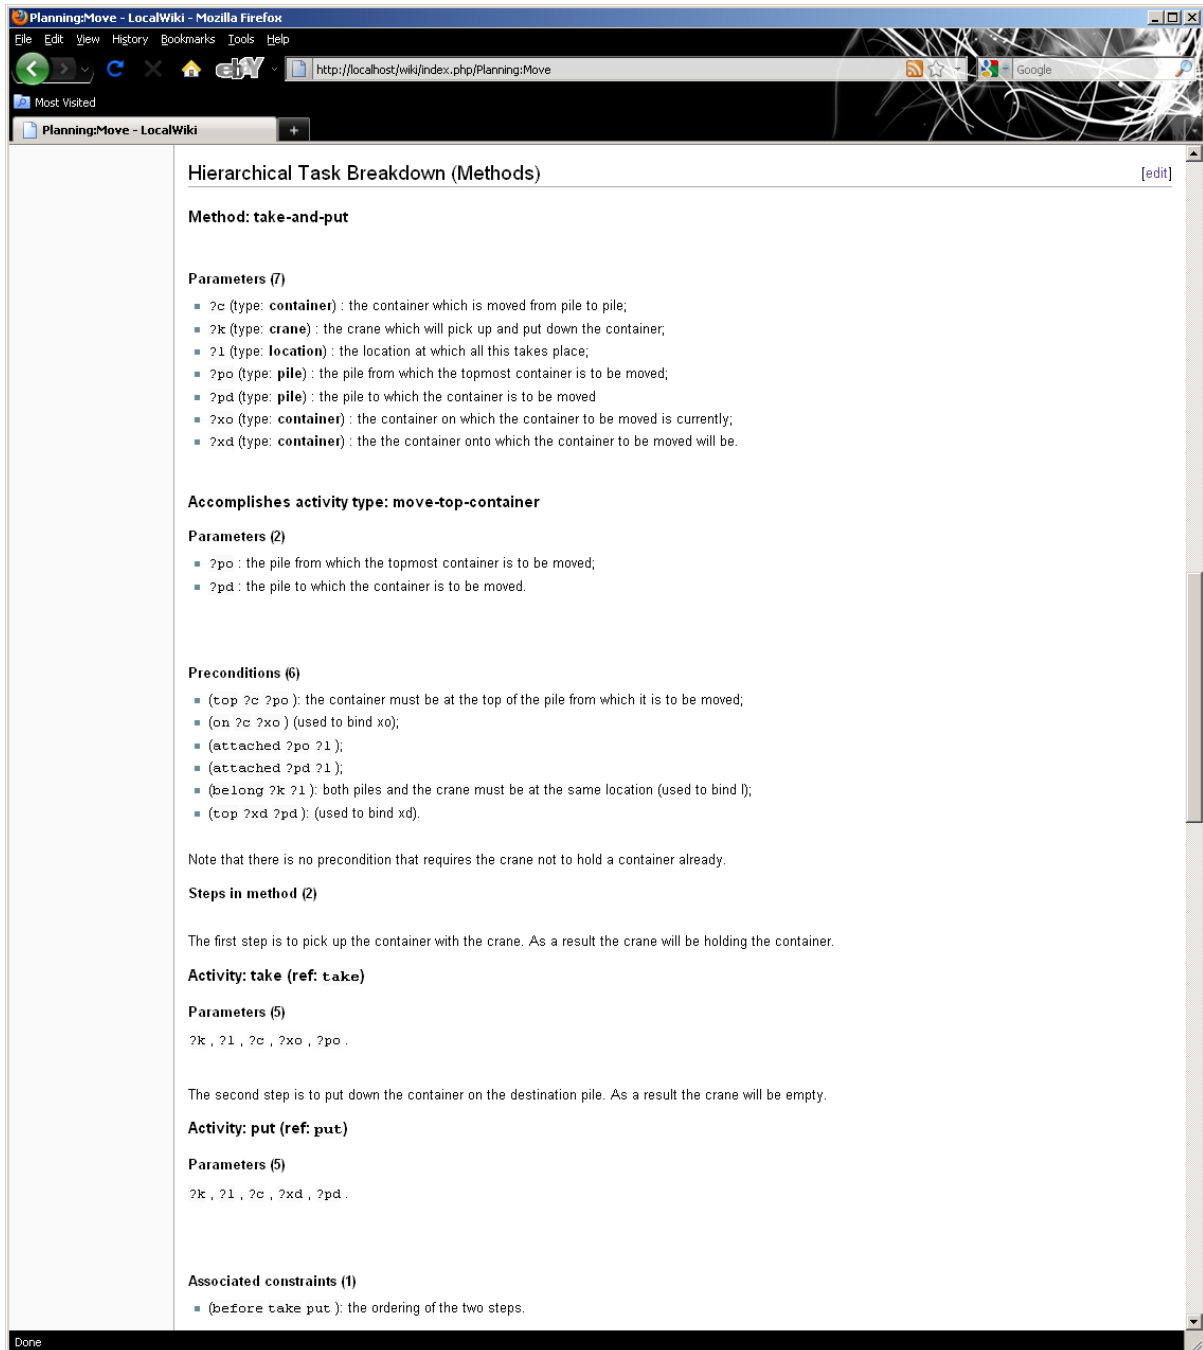 Planning:Move - LocalWiki - Mozilla Firefox
File Edit View History Bookmarks Tools Help
ebY http://localhost/wiki/index.php/Planning:Move Google
Most Visited
Planning:Move - LocalWiki +
Hierarchical Task Breakdown (Methods) [edit]
Method: take-and-put
Parameters (7)
?c (type: container) : the container which is moved from pile to pile;
?k (type: crane) : the crane which will pick up and put down the container;
?l (type: location) : the location at which all this takes place;
?po (type: pile) : the pile from which the topmost container is to be moved;
?pd (type: pile) : the pile to which the container is to be moved
?xo (type: container) : the container on which the container to be moved is currently;
?xd (type: container) : the the container onto which the container to be moved will be.
Accomplishes activity type: move-top-container
Parameters (2)
?po : the pile from which the topmost container is to be moved;
?pd : the pile to which the container is to be moved.
Preconditions (6)
(top ?c ?po ): the container must be at the top of the pile from which it is to be moved;
(on ?c ?xo ) (used to bind xo);
(attached ?po ?l );
(attached ?pd ?l );
(belong ?k ?l ): both piles and the crane must be at the same location (used to bind l);
(top ?xd ?pd ): (used to bind xd).
Note that there is no precondition that requires the crane not to hold a container already.
Steps in method (2)
The first step is to pick up the container with the crane. As a result the crane will be holding the container.
Activity: take (ref: take)
Parameters (5)
?k , ?l , ?c , ?xo , ?po .
The second step is to put down the container on the destination pile. As a result the crane will be empty.
Activity: put (ref: put)
Parameters (5)
?k , ?l , ?c , ?xd , ?pd .
Associated constraints (1)
(before take put ): the ordering of the two steps.
Done